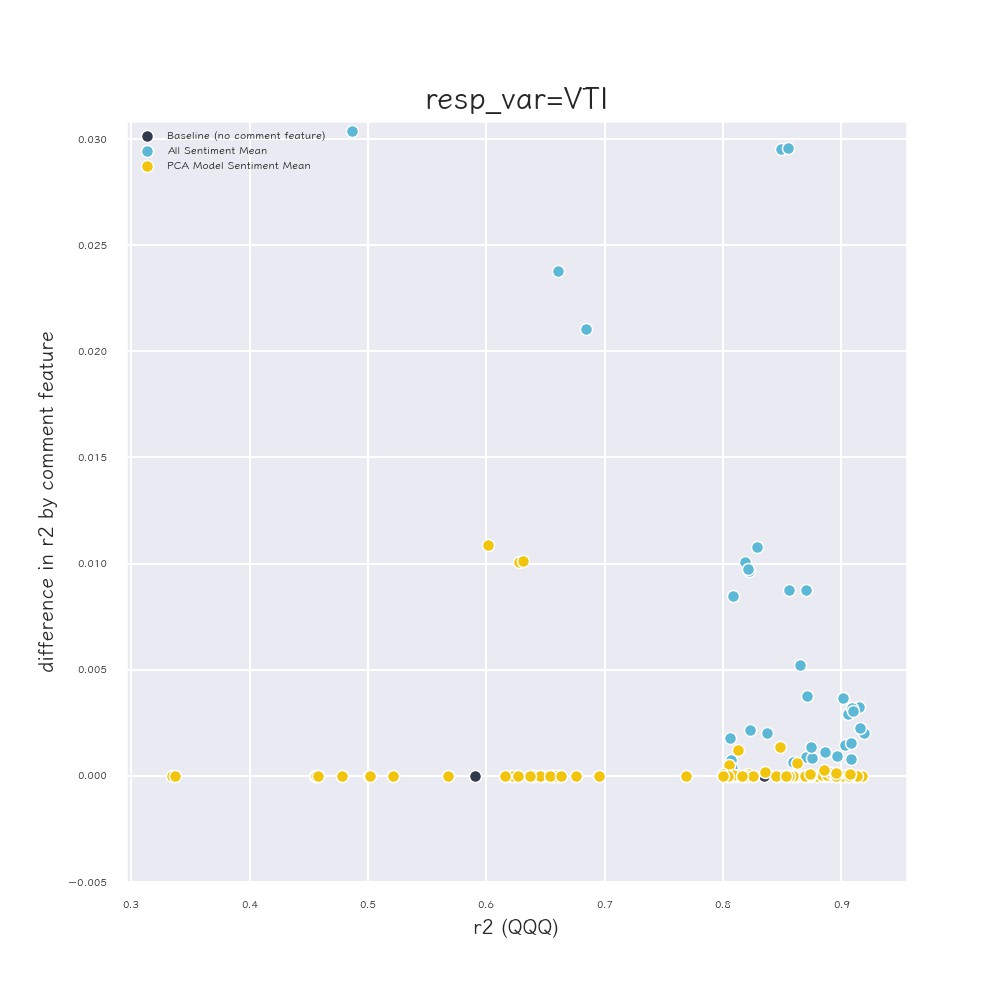 resp_var=VTI
Baseline (no comment feature)
All Sentiment Mean
PCA Model Sentiment Mean
0.030
0.025
0.020
0.015
0.010
0.005
0.000
−0.005
difference in r2 by comment feature
0.3 0.4 0.5 0.6 0.7 0.8 0.9
r2 (QQQ)